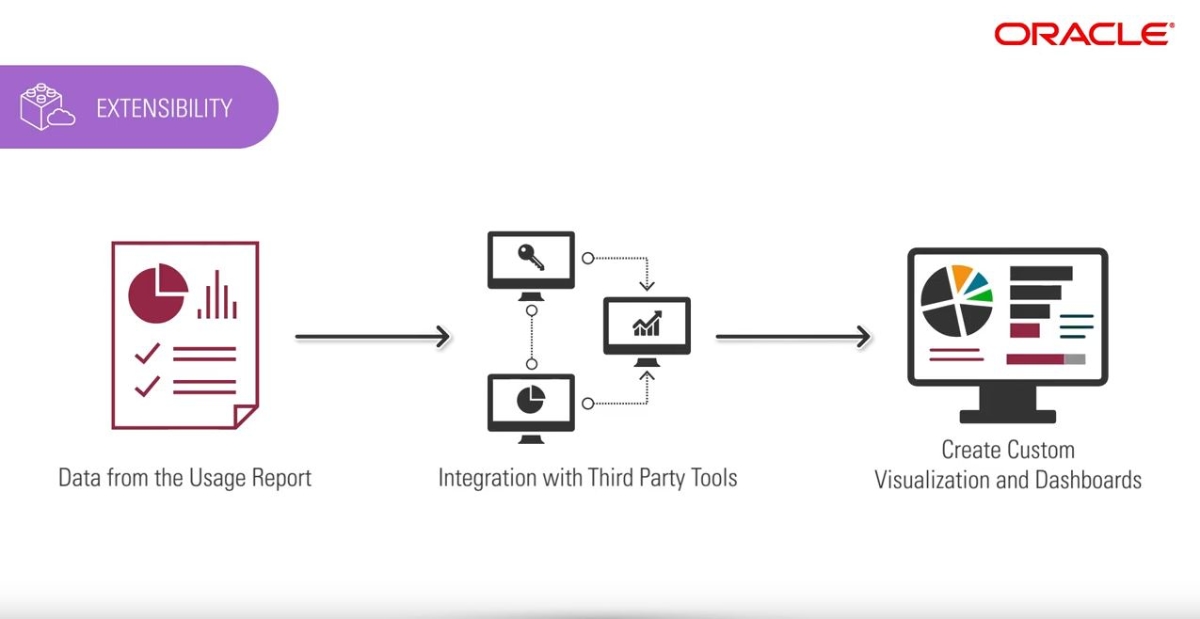 ORACLE®
EXTENSIBILITY
Data from the Usage Report
Integration with Third Party Tools
Create Custom
Visualization and Dashboards